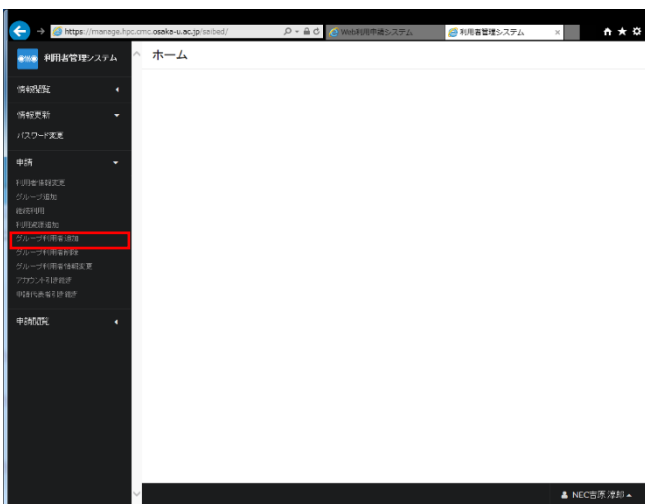 https://manage.hpc.cmc.osaka-u.ac.jp/saibed/
Web利用申請システム
利用者管理システム
利用者管理システム
ホーム
情報閲覧
情報更新
パスワード変更
申請
利用者情報変更
グループ追加
継続利用
利用資源追加
グループ利用者追加
グループ利用者削除
グループ利用者情報変更
アカウント引き継ぎ
申請代表者引き継ぎ
申請閲覧
NEC吉原